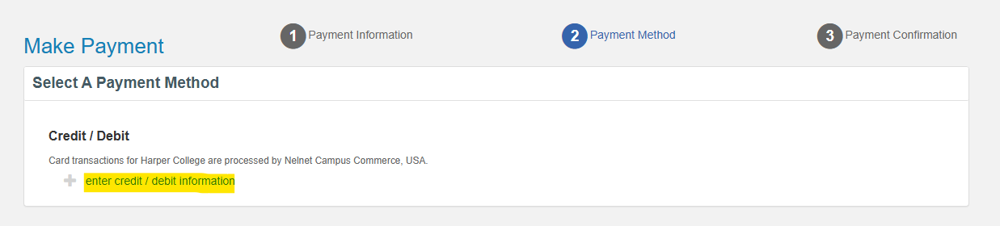 Make Payment
1 Payment Information
2 Payment Method
3 Payment Confirmation
Select A Payment Method
Credit / Debit
Card transactions for Harper College are processed by Nelnet Campus Commerce, USA.
enter credit / debit information